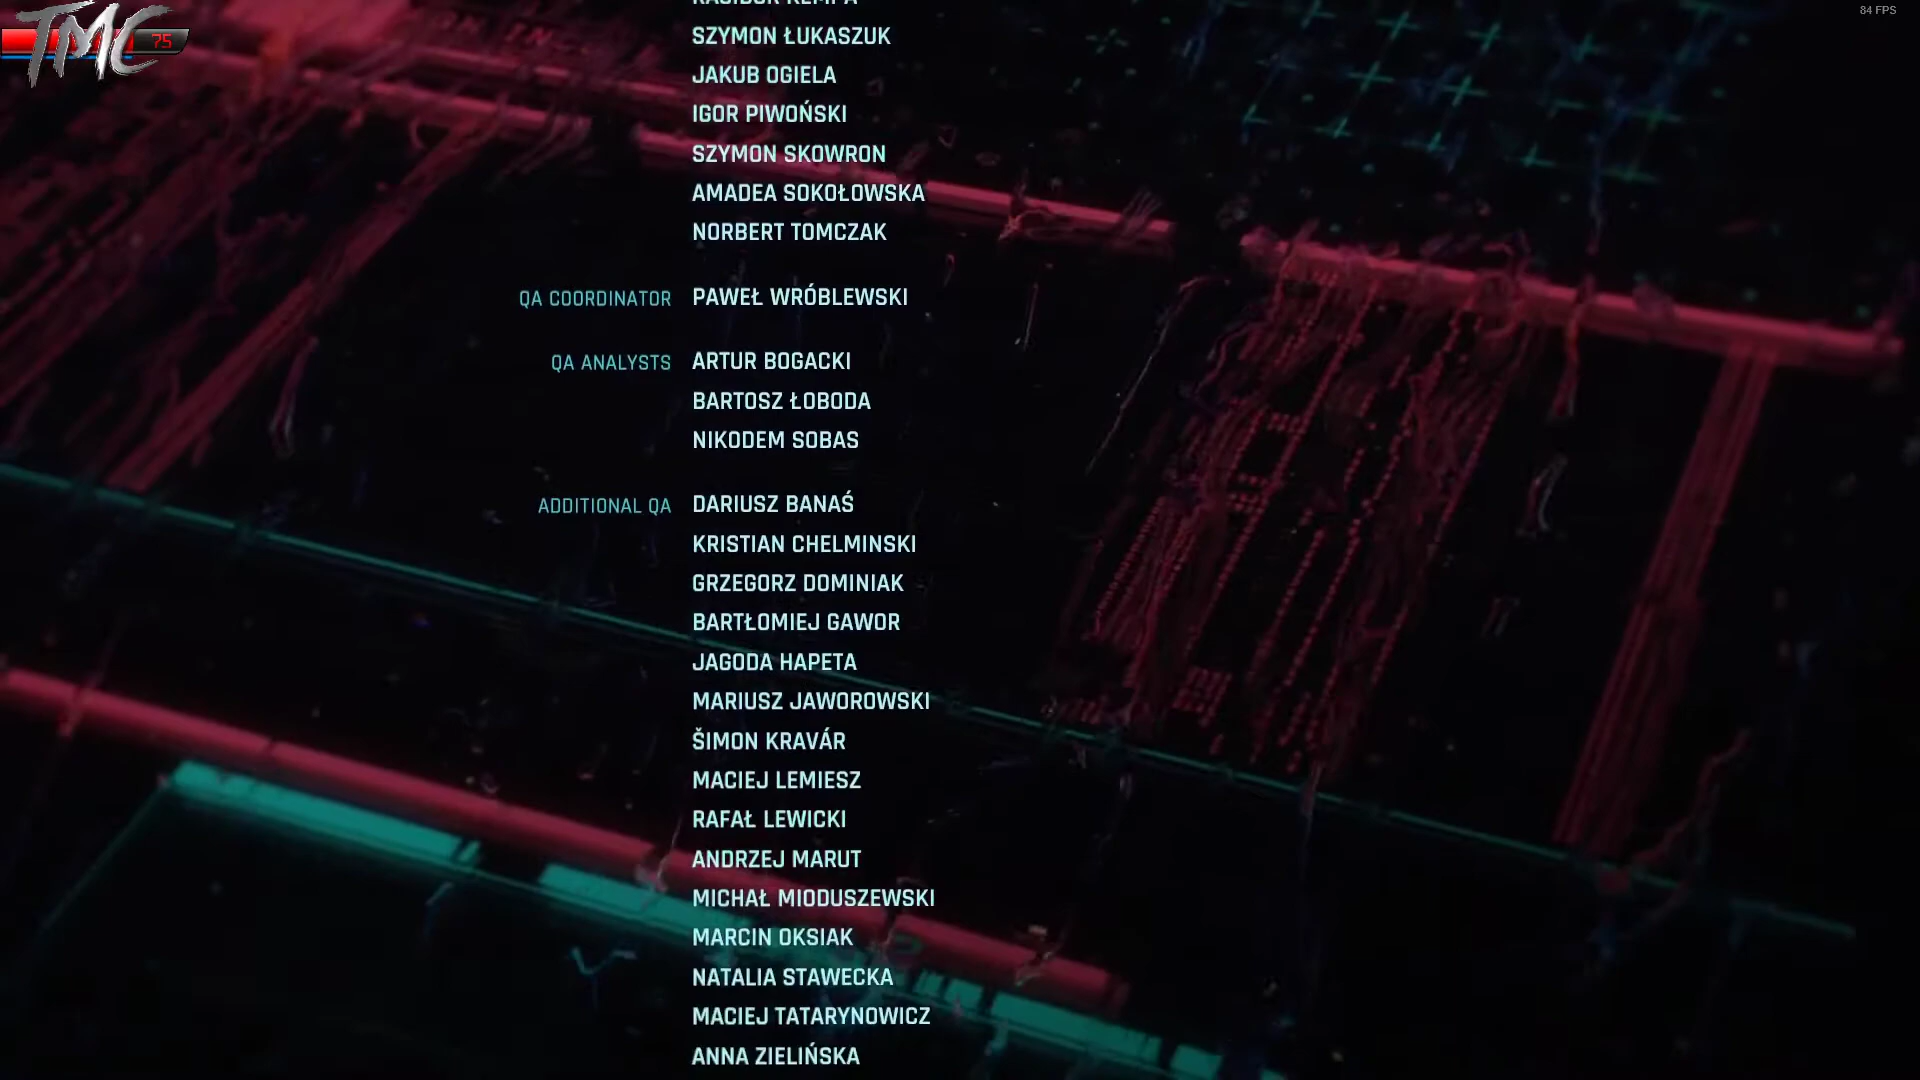 TMC
75
84 FPS
SZYMON ŁUKASZUK
JAKUB OGIELA
IGOR PIWOŃSKI
SZYMON SKOWRON
AMADEA SOKOŁOWSKA
NORBERT TOMCZAK
QA COORDINATOR PAWEŁ WRÓBLEWSKI
QA ANALYSTS ARTUR BOGACKI
BARTOSZ ŁOBODA
NIKODEM SOBAS
ADDITIONAL QA DARIUSZ BANAŚ
KRISTIAN CHELMINSKI
GRZEGORZ DOMINIAK
BARTŁOMIEJ GAWOR
JAGODA HAPETA
MARIUSZ JAWOROWSKI
ŠIMON KRAVÁR
MACIEJ LEMIESZ
RAFAŁ LEWICKI
ANDRZEJ MARUT
MICHAŁ MIODUSZEWSKI
MARCIN OKSIAK
NATALIA STAWECKA
MACIEJ TATARYNOWICZ
ANNA ZIELIŃSKA